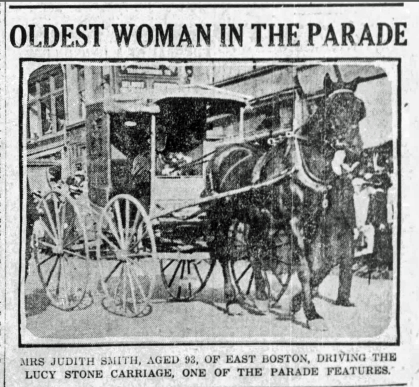 OLDEST WOMAN IN THE PARADE
MRS JUDITH SMITH, AGED 93, OF EAST BOSTON, DRIVING THE
LUCY STONE CARRIAGE, ONE OF THE PARADE FEATURES.